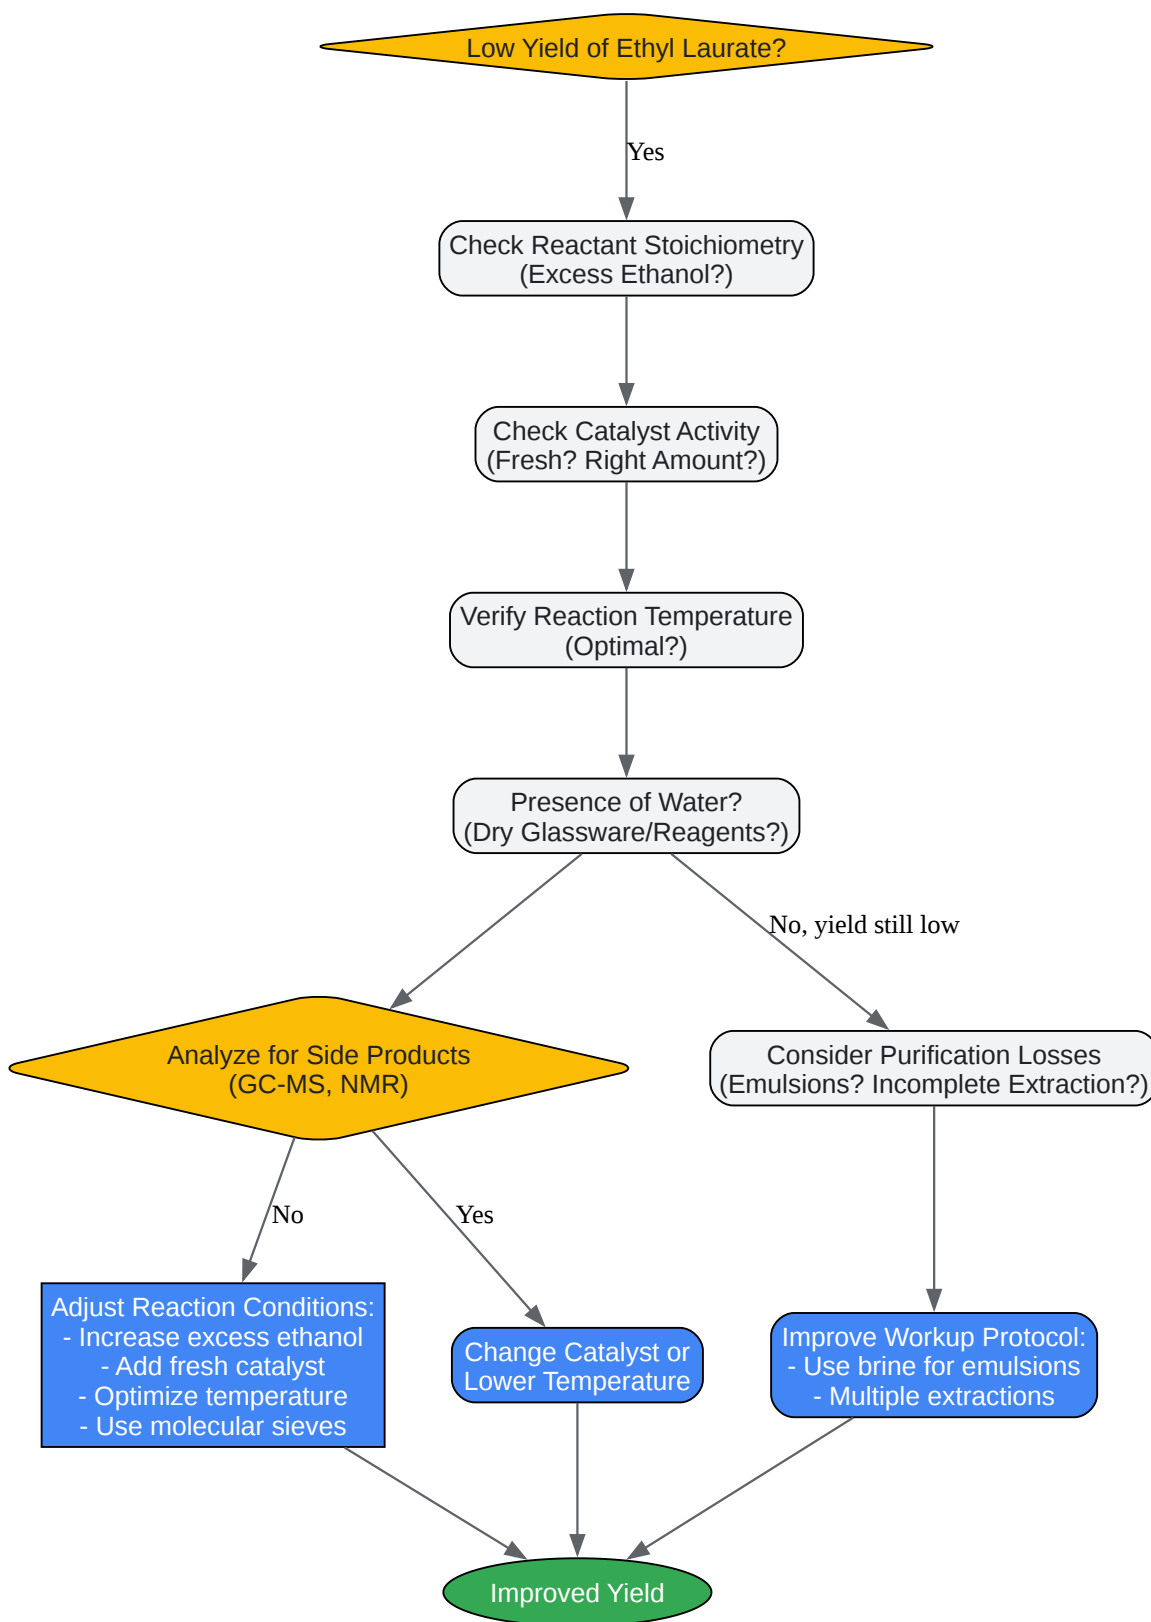 Low Yield of Ethyl Laurate?
Yes
Check Reactant Stoichiometry
(Excess Ethanol?)
Check Catalyst Activity
(Fresh? Right Amount?)
Verify Reaction Temperature
(Optimal?)
Presence of Water?
(Dry Glassware/Reagents?)
No, yield still low
Analyze for Side Products
(GC-MS, NMR)
Consider Purification Losses
(Emulsions? Incomplete Extraction?)
No
Yes
Adjust Reaction Conditions:
- Increase excess ethanol
- Add fresh catalyst
- Optimize temperature
- Use molecular sieves
Change Catalyst or
Lower Temperature
Improve Workup Protocol:
- Use brine for emulsions
- Multiple extractions
Improved Yield